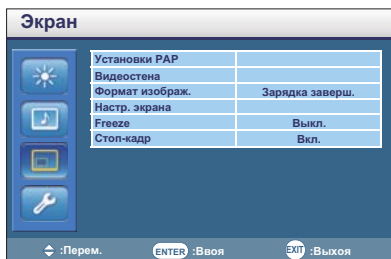 Экран
Установки PAP
Видеостена
Формат изображ. Зарядка заверш.
Настр. экрана
Freeze Выкл.
Стоп-кадр Вкл.
:Перем. ENTER :Ввоя EXIT :Выхоя